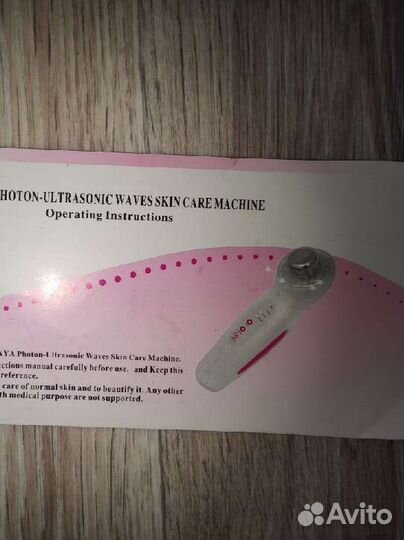 HOTON-ULTRASONIC WAVES SKIN CARE MACHINE
Operating Instructions
AYA Photon-Ultrasonic Waves Skin Care Machine.
ctions manual carefully before use. and Keep this
reference.
care of normal skin and to beautify it. Any other
th medical purpose are not supported.
Avito